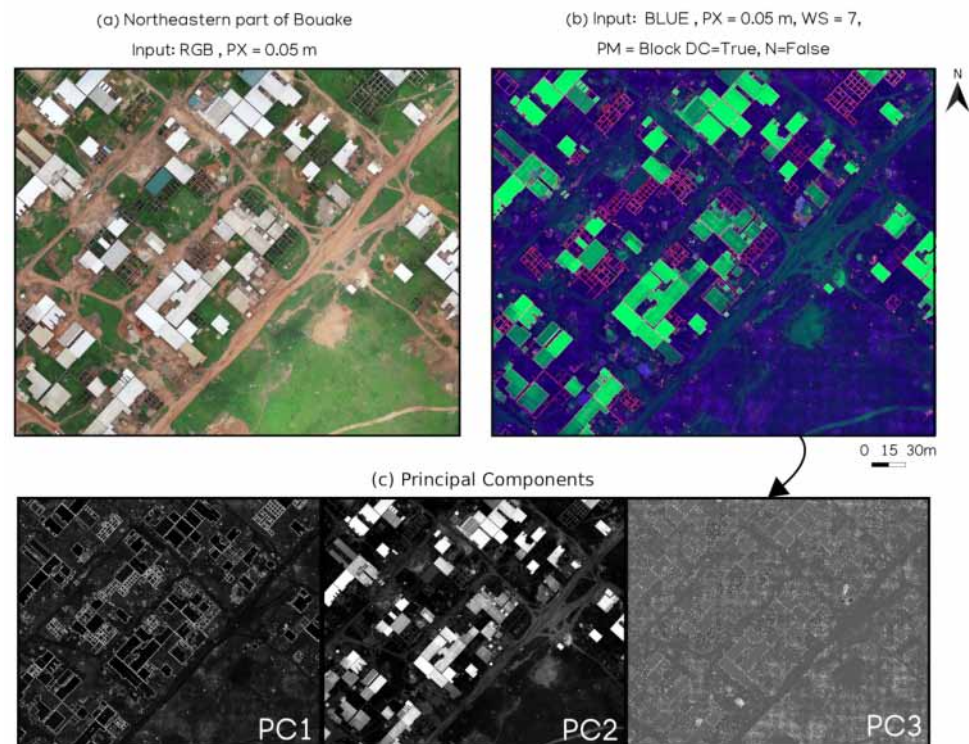 (a) Northeastern part of Bouake
Input: RGB , PX = 0.05 m
(b) Input: BLUE , PX = 0.05 m, WS = 7,
PM = Block DC=True, N=False
N
0 15 30m
(c) Principal Components
PC1
PC2
PC3